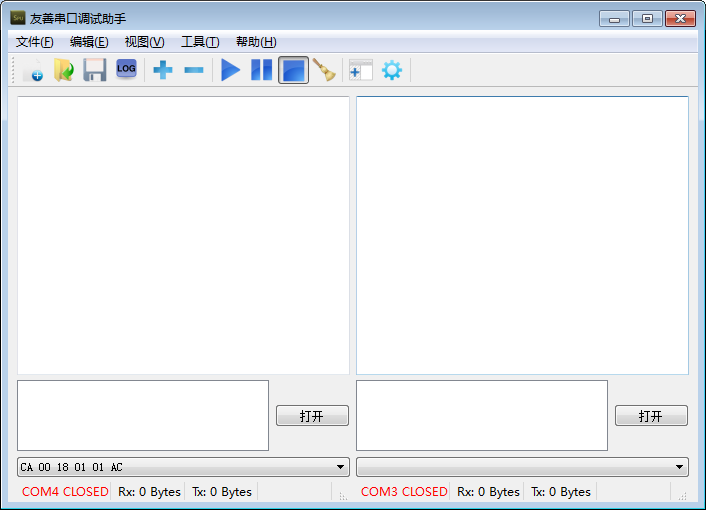 友善串口调试助手
文件(F) 编辑(E) 视图(V) 工具(T) 帮助(H)
LOG
打开 打开
CA 00 18 01 01 AC
COM4 CLOSED Rx: 0 Bytes Tx: 0 Bytes COM3 CLOSED Rx: 0 Bytes Tx: 0 Bytes